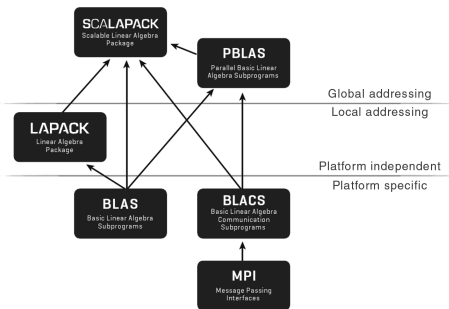 SCALAPACK
Scalable Linear Algebra
Package
PBLAS
Parallel Basic Linear
Algebra Subprograms
Global addressing
Local addressing
LAPACK
Linear Algebra
Package
Platform independent
Platform specific
BLAS
Basic Linear Algebra
Subprograms
BLACS
Basic Linear Algebra
Communication
Subprograms
MPI
Message Passing
Interfaces